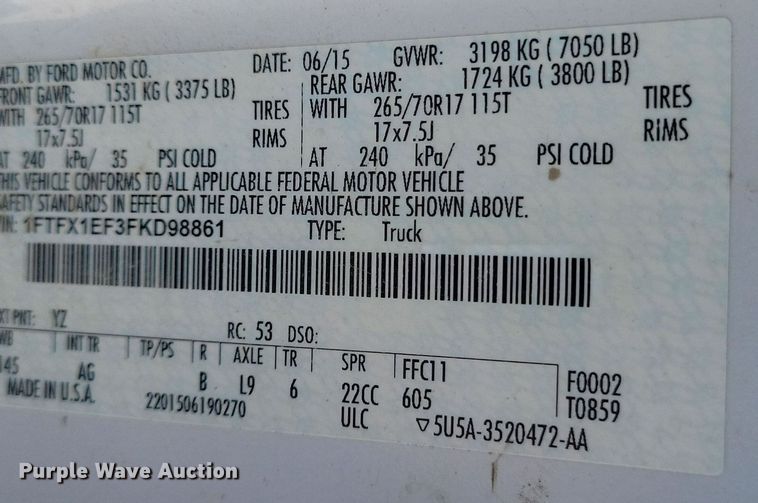 MFD. BY FORD MOTOR CO. DATE: 06/15 GVWR: 3198 KG ( 7050 LB)
FRONT GAWR: 1531 KG ( 3375 LB) REAR GAWR: 1724 KG ( 3800 LB)
WITH 265/70R17 115T TIRES WITH 265/70R17 115T TIRES
17x7.5J RIMS 17x7.5J RIMS
AT 240 kPa/ 35 PSI COLD AT 240 kPa/ 35 PSI COLD
THIS VEHICLE CONFORMS TO ALL APPLICABLE FEDERAL MOTOR VEHICLE
SAFETY STANDARDS IN EFFECT ON THE DATE OF MANUFACTURE SHOWN ABOVE.
VIN: 1FTFX1EF3FKD98861 TYPE: Truck
EXT PNT: YZ RC: 53 DSO:
WB INT TR TP/PS R AXLE TR SPR FFC11 F0002
145 AG B L9 6 22CC 605 T0859
MADE IN U.S.A. 2201506190270 ULC ▽5U5A-3520472-AA
Purple Wave Auction